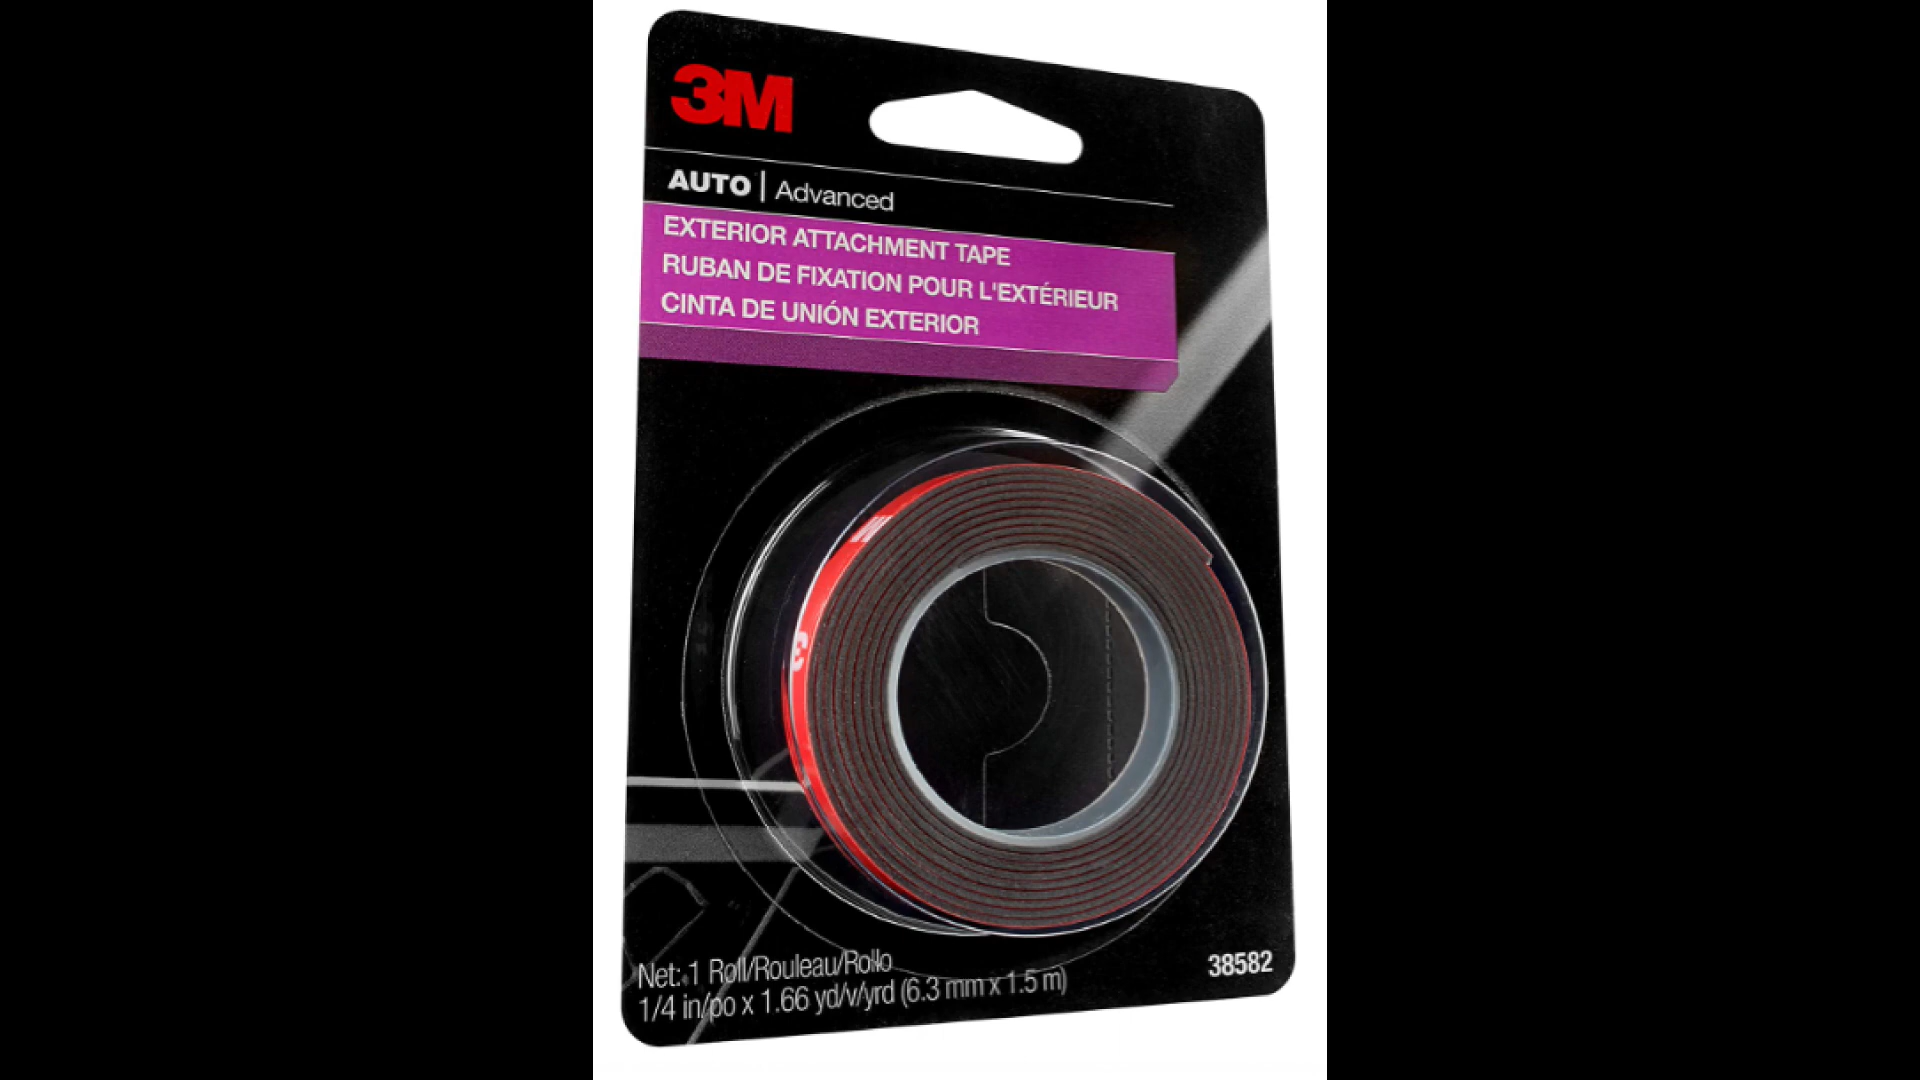 3M
AUTO | Advanced
EXTERIOR ATTACHMENT TAPE
RUBAN DE FIXATION POUR L'EXTÉRIEUR
CINTA DE UNIÓN EXTERIOR
M
3
Net: 1 Roll/Rouleau/Rollo
1/4 in/po x 1.66 yd/v/yrd (6.3 mm x 1.5 m)
38582